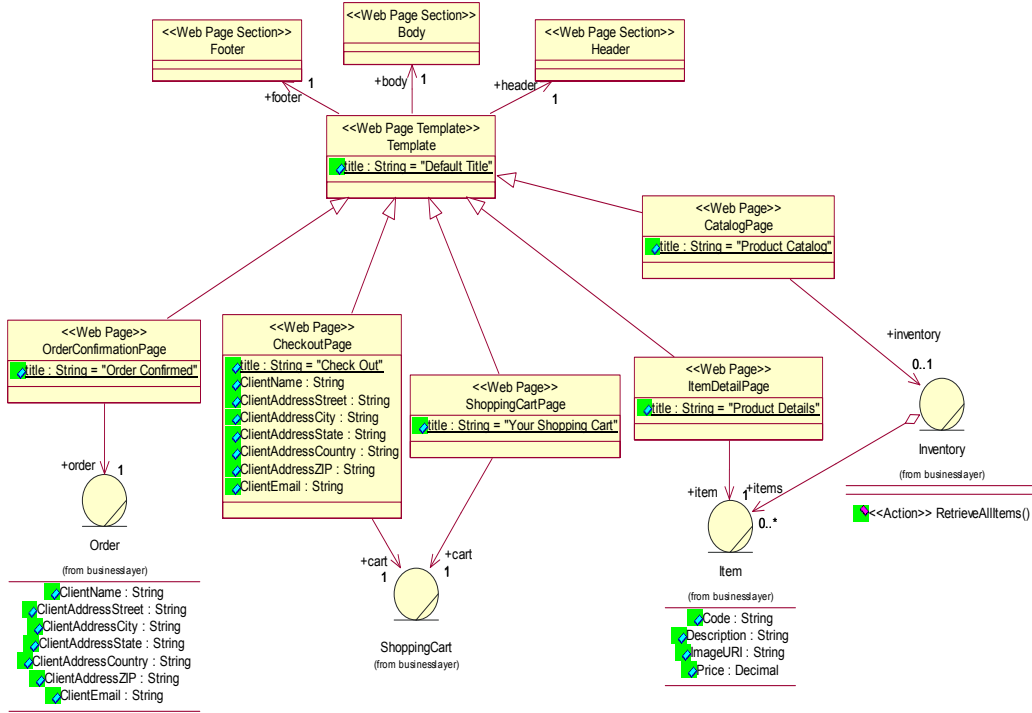 <<Web Page Section>>
Footer
<<Web Page Section>>
Body
<<Web Page Section>>
Header
+footer
1
+body
1
+header
1
<<Web Page Template>>
Template
title : String = "Default Title"
<<Web Page>>
CatalogPage
title : String = "Product Catalog"
<<Web Page>>
OrderConfirmationPage
title : String = "Order Confirmed"
<<Web Page>>
CheckoutPage
title : String = "Check Out"
ClientName : String
ClientAddressStreet : String
ClientAddressCity : String
ClientAddressState : String
ClientAddressCountry : String
ClientAddressZIP : String
ClientEmail : String
<<Web Page>>
ShoppingCartPage
title : String = "Your Shopping Cart"
<<Web Page>>
ItemDetailPage
title : String = "Product Details"
+inventory
0..1
Inventory
(from businesslayer)
<<Action>> RetrieveAllItems()
+order
1
Order
(from businesslayer)
ClientName : String
ClientAddressStreet : String
ClientAddressCity : String
ClientAddressState : String
ClientAddressCountry : String
ClientAddressZIP : String
ClientEmail : String
+cart
1
+cart
1
ShoppingCart
(from businesslayer)
+item
1
+items
0..*
Item
(from businesslayer)
Code : String
Description : String
ImageURI : String
Price : Decimal